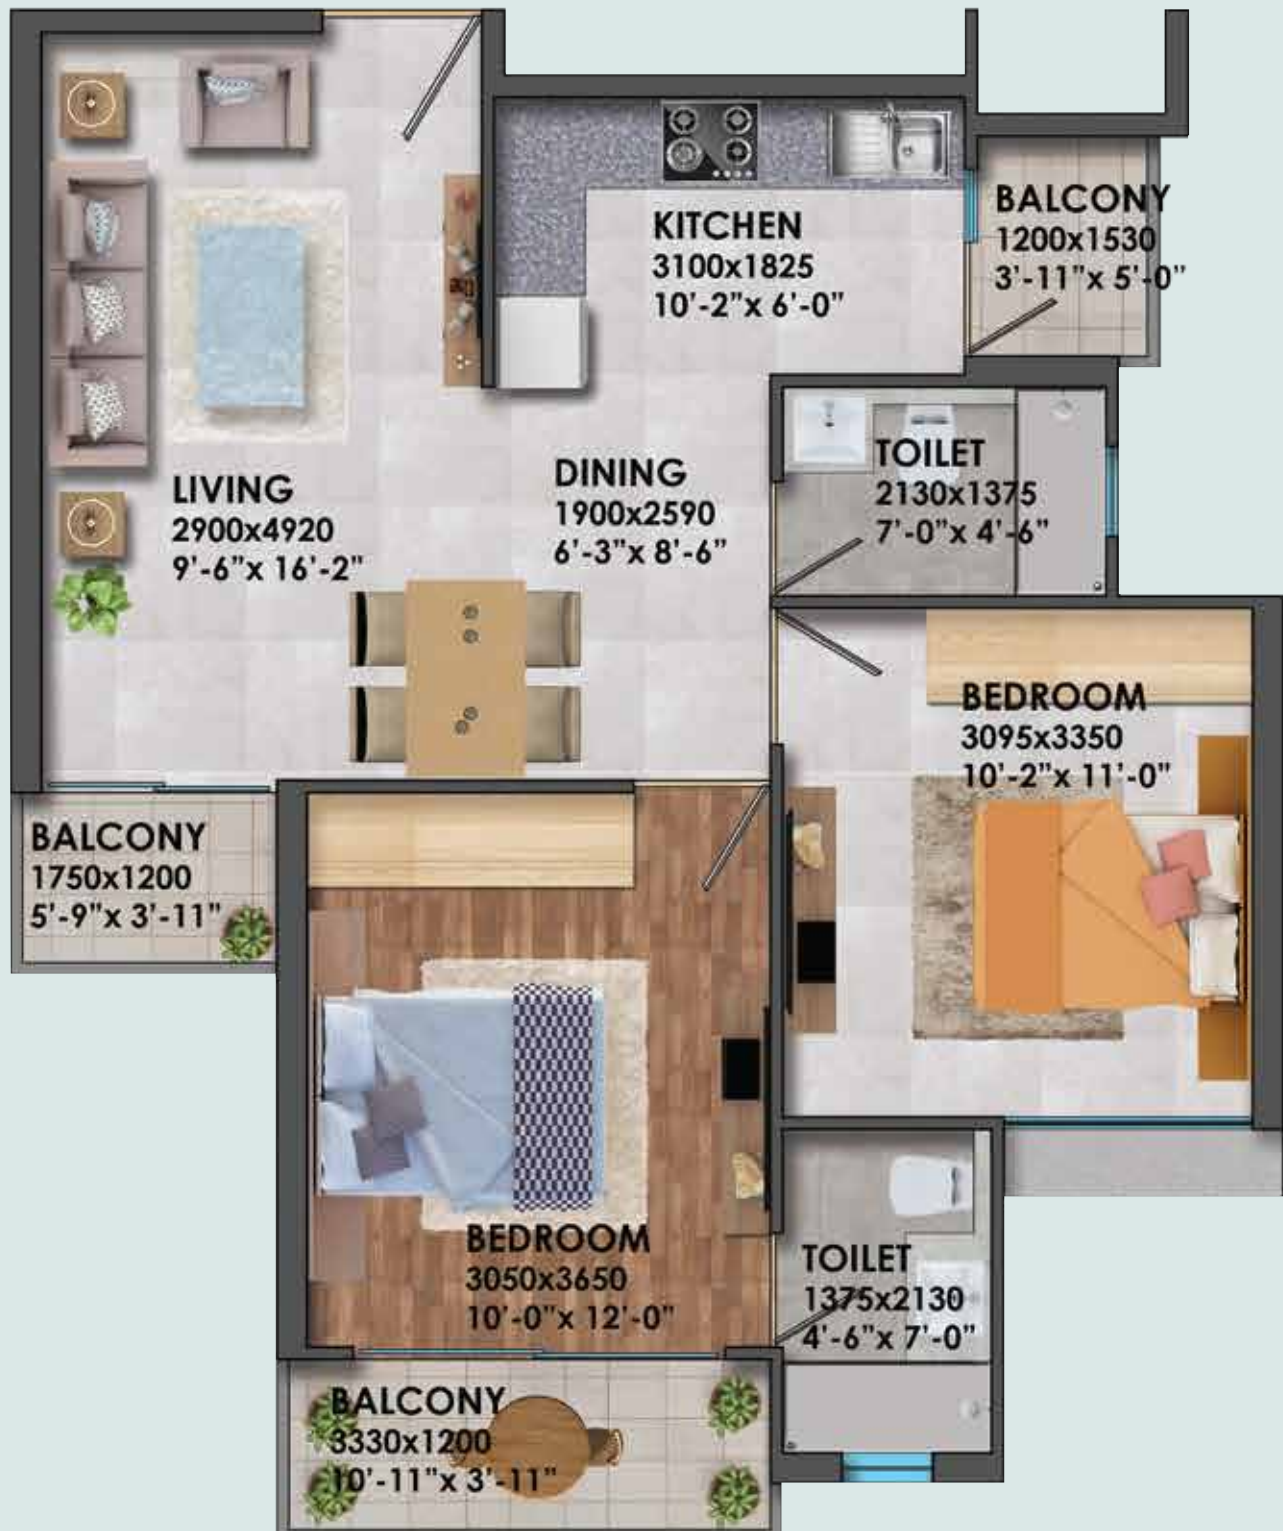 KITCHEN
3100x1825
10'-2”x 6'-0”
BALCONY
1200x1530
3'-11”x 5'-0”
LIVING
2900x4920
9'-6”x 16'-2”
DINING
1900x2590
6'-3”x 8'-6”
TOILET
2130x1375
7'-0”x 4'-6”
BEDROOM
3095x3350
10'-2”x 11'-0”
BALCONY
1750x1200
5'-9”x 3'-11”
BEDROOM
3050x3650
10'-0”x 12'-0”
TOILET
1375x2130
4'-6”x 7'-0”
BALCONY
3330x1200
10'-11”x 3'-11”